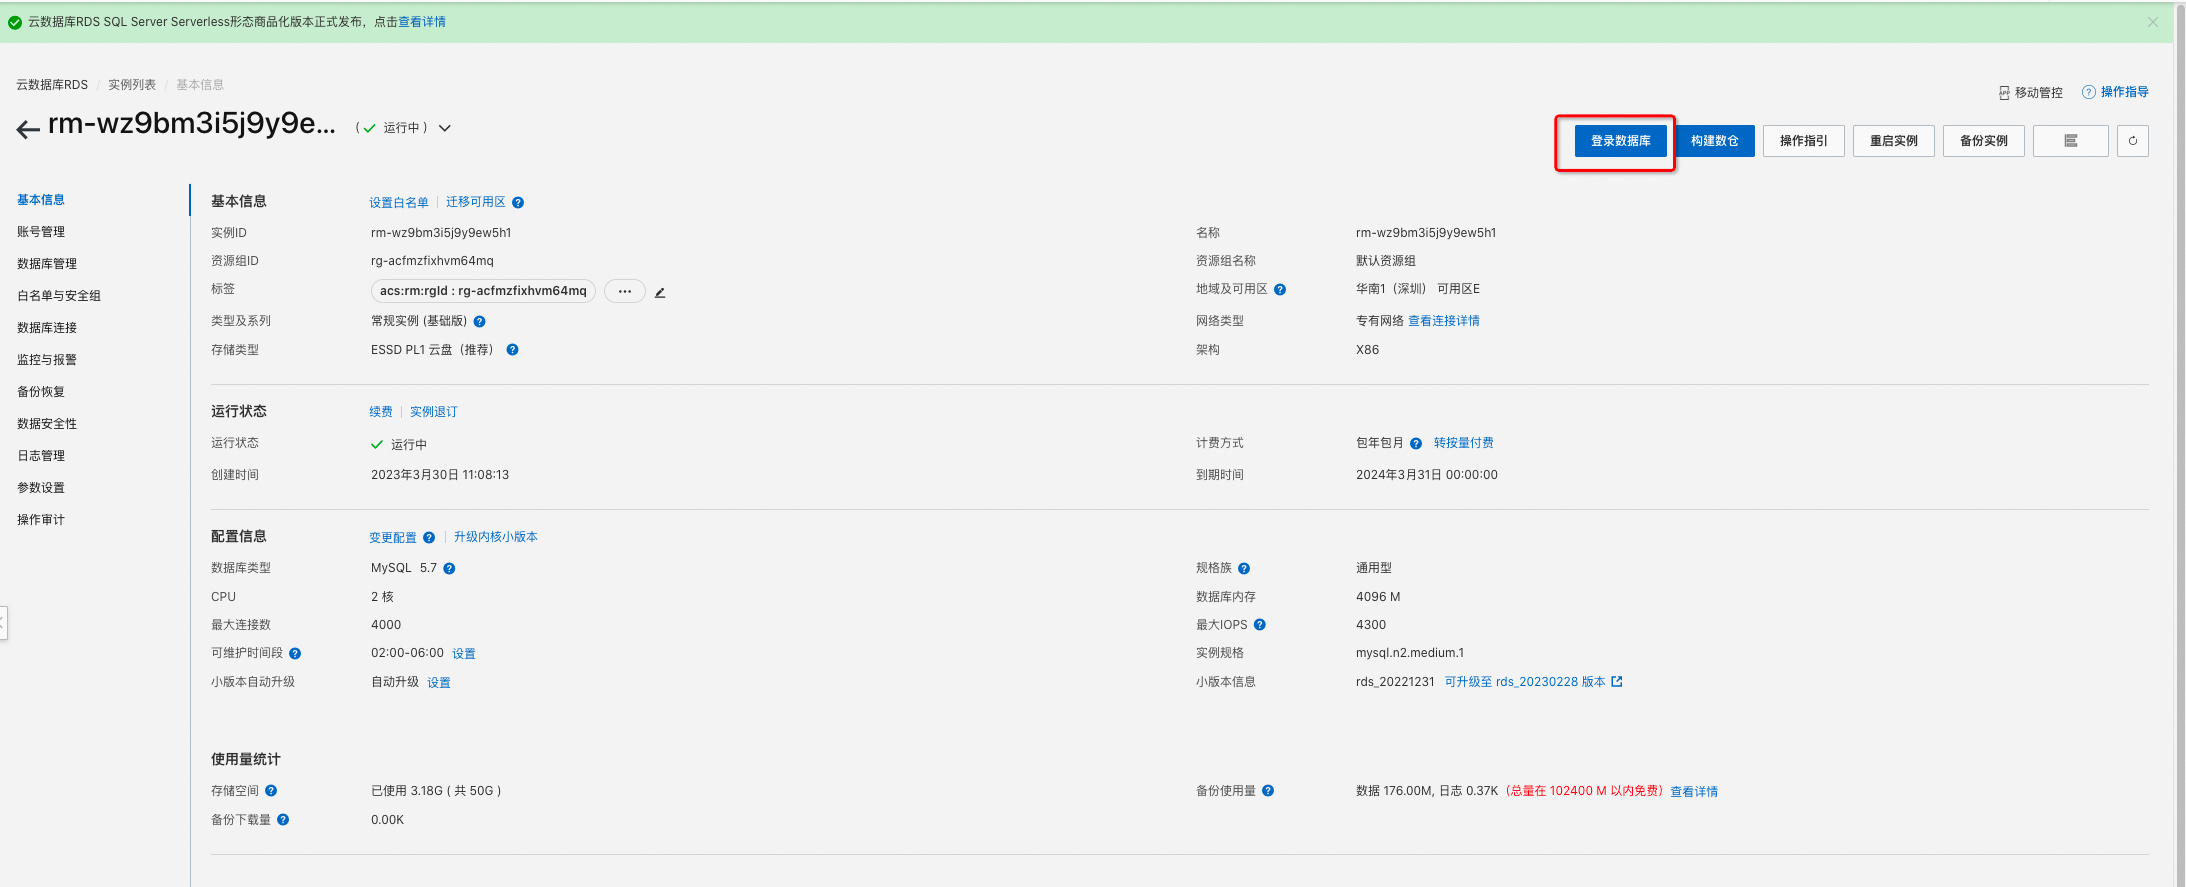 云数据库RDS SQL Server Serverless形态商品化版本正式发布，点击查看详情
云数据库RDS / 实例列表 / 基本信息
移动管控 操作指导
rm-wz9bm3i5j9y9e... ( 运行中 )
登录数据库 构建数仓 操作指引 重启实例 备份实例
基本信息
账号管理
数据库管理
白名单与安全组
数据库连接
监控与报警
备份恢复
数据安全性
日志管理
参数设置
操作审计
基本信息 设置白名单 迁移可用区
实例ID rm-wz9bm3i5j9y9ew5h1 名称 rm-wz9bm3i5j9y9ew5h1
资源组ID rg-acfmzfixhvm64mq 资源组名称 默认资源组
标签 acs:rm:rgId : rg-acfmzfixhvm64mq ... 地域及可用区 华南1（深圳） 可用区E
类型及系列 常规实例 (基础版) 网络类型 专有网络 查看连接详情
存储类型 ESSD PL1 云盘（推荐） 架构 X86
运行状态 续费 实例退订
运行状态 运行中 计费方式 包年包月 转按量付费
创建时间 2023年3月30日 11:08:13 到期时间 2024年3月31日 00:00:00
配置信息 变更配置 升级内核小版本
数据库类型 MySQL 5.7 规格族 通用型
CPU 2 核 数据库内存 4096 M
最大连接数 4000 最大IOPS 4300
可维护时间段 02:00-06:00 设置 实例规格 mysql.n2.medium.1
小版本自动升级 自动升级 设置 小版本信息 rds_20221231 可升级至 rds_20230228 版本
使用量统计
存储空间 已使用 3.18G ( 共 50G ) 备份使用量 数据 176.00M, 日志 0.37K（总量在 102400 M 以内免费）查看详情
备份下载量 0.00K